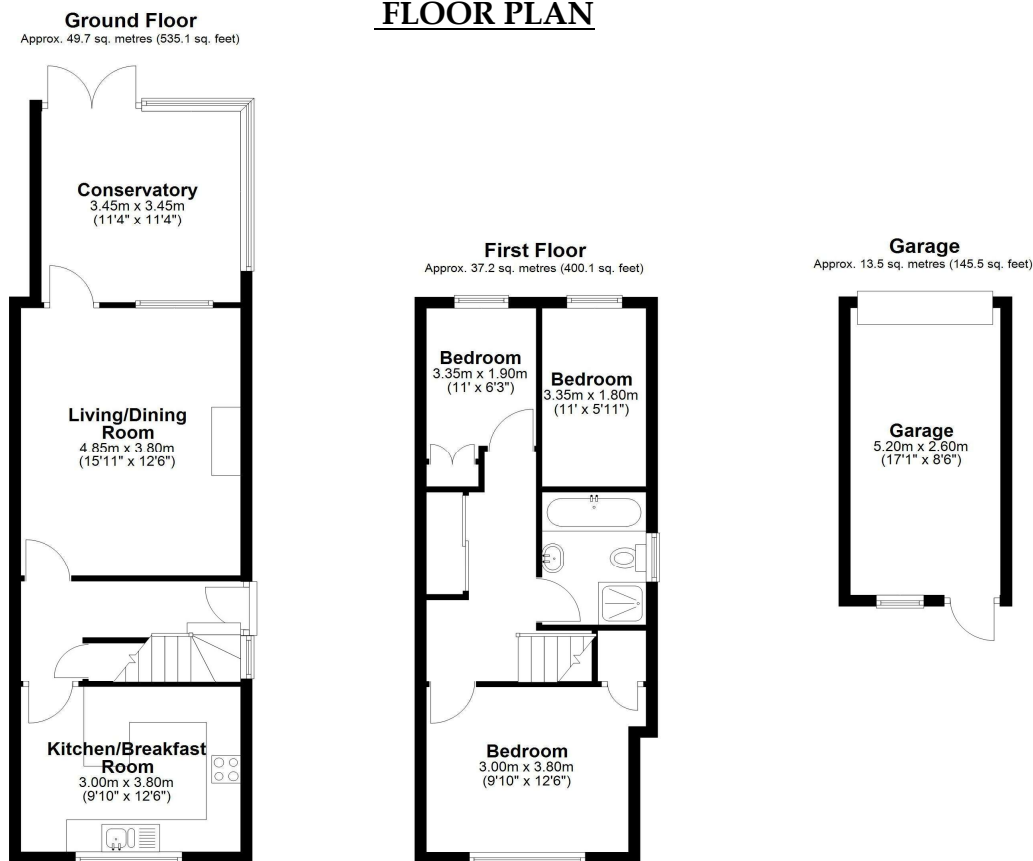 FLOOR PLAN
Ground Floor
Approx. 49.7 sq. metres (535.1 sq. feet)
Conservatory
3.45m x 3.45m
(11'4" x 11'4")
Living/Dining
Room
4.85m x 3.80m
(15'11" x 12'6")
Kitchen/Breakfast
Room
3.00m x 3.80m
(9'10" x 12'6")
First Floor
Approx. 37.2 sq. metres (400.1 sq. feet)
Bedroom
3.35m x 1.90m
(11' x 6'3")
Bedroom
3.35m x 1.80m
(11' x 5'11")
Bedroom
3.00m x 3.80m
(9'10" x 12'6")
Garage
Approx. 13.5 sq. metres (145.5 sq. feet)
Garage
5.20m x 2.60m
(17'1" x 8'6")